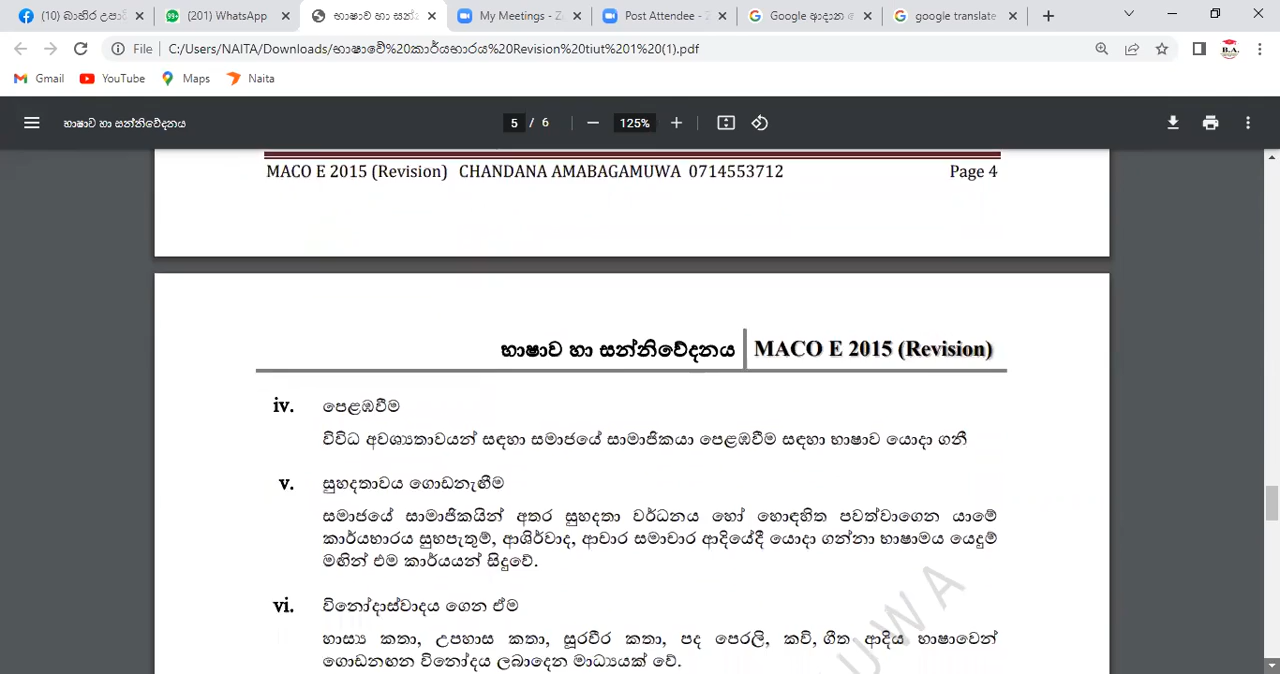 (10) බාහිර උපා
(201) WhatsApp
භාෂාව හා සන්
My Meetings - Z
Post Attendee - Z
Google ආදාන
google translate
File C:/Users/NAITA/Downloads/භාෂාවේ%20කාර්යභාරය%20Revision%20tiut%201%20(1).pdf
Gmail YouTube Maps Naita
භාෂාව හා සන්නිවේදනය 5 / 6 125%
MACO E 2015 (Revision) CHANDANA AMABAGAMUWA 0714553712 Page 4
භාෂාව හා සන්නිවේදනය MACO E 2015 (Revision)
iv. පෙළඹවීම
විවිධ අවශ්‍යතාවයන් සඳහා සමාජයේ සාමාජිකයා පෙළඹවීම සඳහා භාෂාව යොදා ගනී
v. සුහදතාවය ගොඩනැඟීම
සමාජයේ සාමාජිකයින් අතර සුහදතා වර්ධනය හෝ හොඳහිත පවත්වාගෙන යාමේ
කාර්යභාරය සුභපැතුම්, ආශිර්වාද, ආචාර සමාචාර ආදියේදී යොදා ගන්නා භාෂාමය යෙදුම්
මඟින් එම කාර්යයන් සිදුවේ.
vi. විනෝදාස්වාදය ගෙන ඒම
හාස්‍ය කතා, උපහාස කතා, සූරවීර කතා, පද පෙරළි, කවි, ගීත ආදිය භාෂාවෙන්
ගොඩනඟන විනෝදය ලබාදෙන මාධ්‍යයක් වේ.
UWA